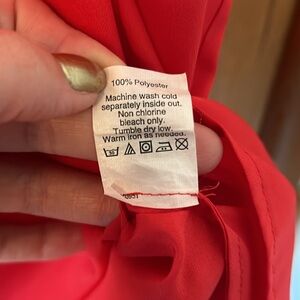 100% Polyester
Machine wash cold
separately inside out.
Non chlorine
bleach only.
Tumble dry low.
Warm iron as needed.